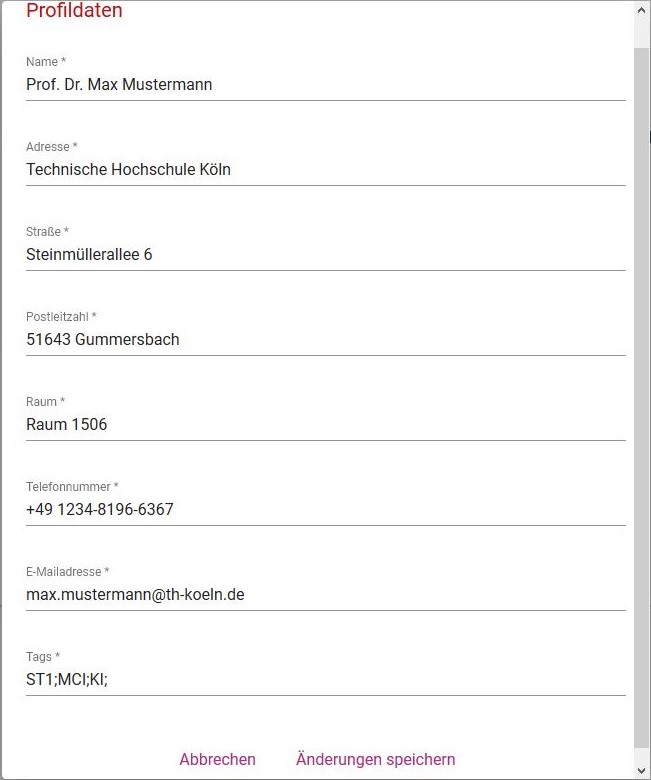 Profildaten
Name *
Prof. Dr. Max Mustermann
Adresse *
Technische Hochschule Köln
Straße *
Steinmüllerallee 6
Postleitzahl *
51643 Gummersbach
Raum *
Raum 1506
Telefonnummer *
+49 1234-8196-6367
E-Mailadresse *
max.mustermann@th-koeln.de
Tags *
ST1;MCI;KI;
Abbrechen Änderungen speichern